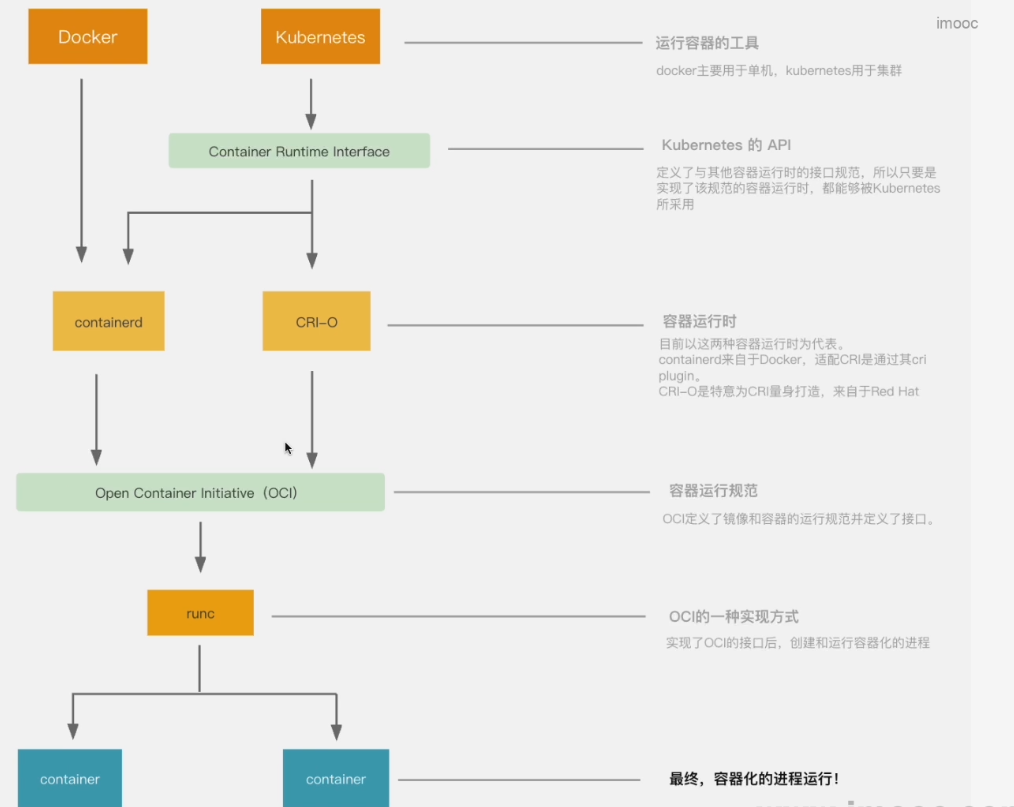 imooc
Docker
Kubernetes
运行容器的工具
docker主要用于单机，kubernetes用于集群
Container Runtime Interface
Kubernetes 的 API
定义了与其他容器运行时的接口规范，所以只要是
实现了该规范的容器运行时，都能够被Kubernetes
所采用
containerd
CRI-O
容器运行时
目前以这两种容器运行时为代表。
containerd来自于Docker，适配CRI是通过其cri
plugin。
CRI-O是特意为CRI量身打造，来自于Red Hat
Open Container Initiative（OCI）
容器运行规范
OCI定义了镜像和容器的运行规范并定义了接口。
runc
OCI的一种实现方式
实现了OCI的接口后，创建和运行容器化的进程
container
container
最终，容器化的进程运行！